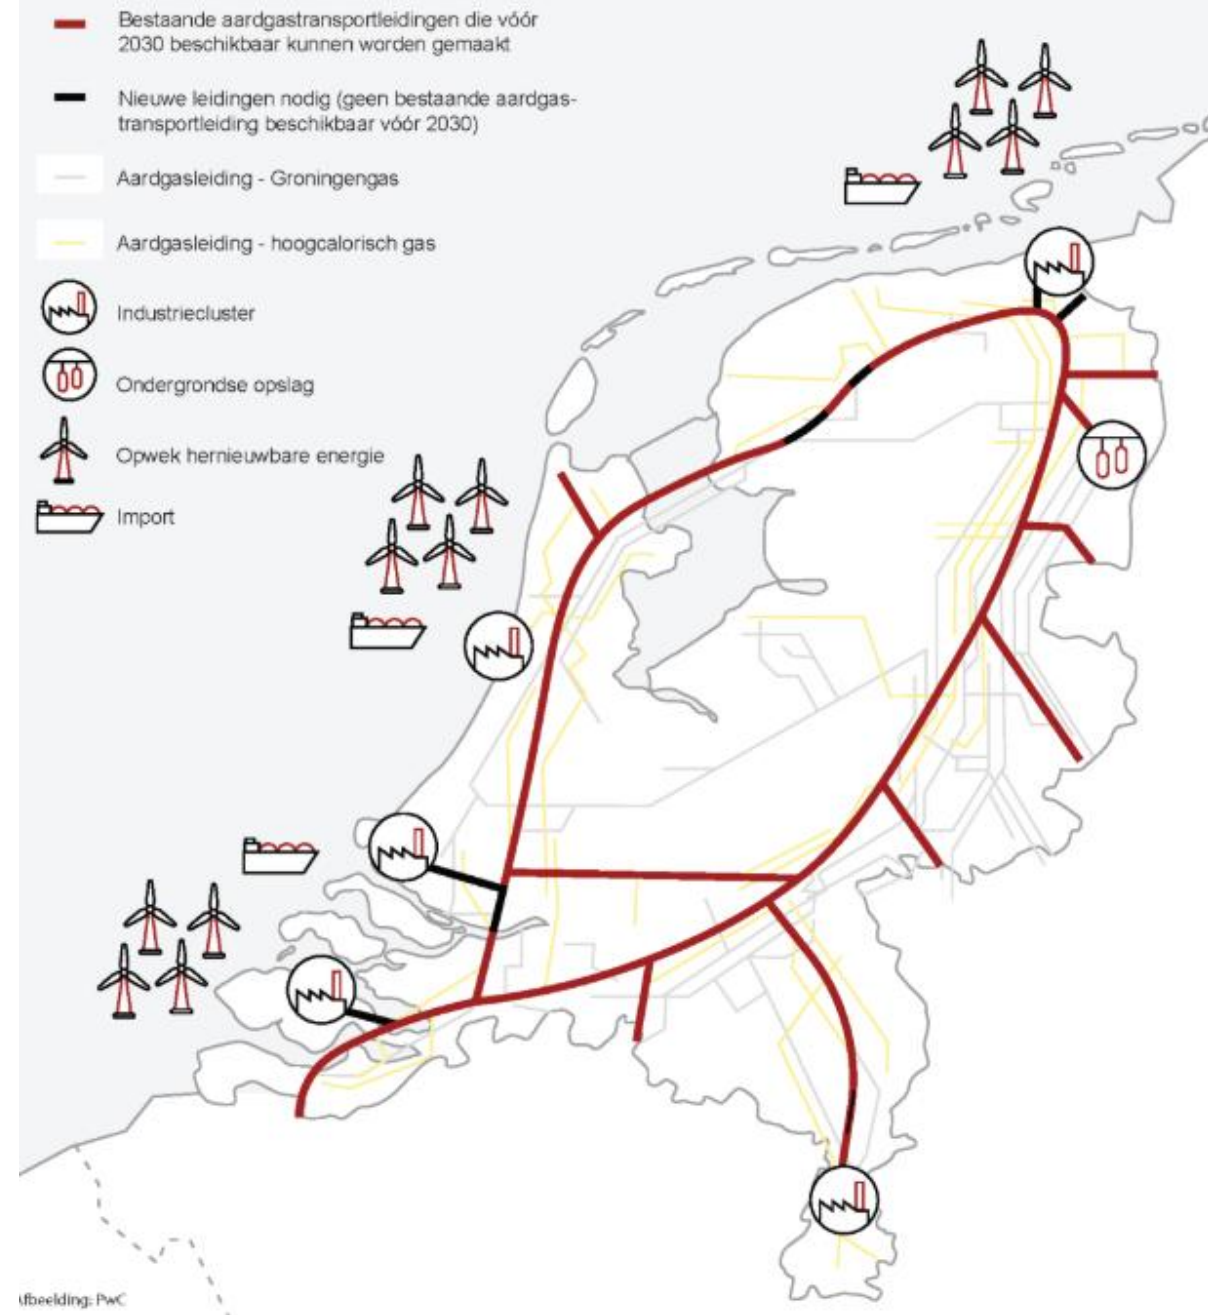 Bestaande aardgastransportleidingen die vóór
2030 beschikbaar kunnen worden gemaakt
Nieuwe leidingen nodig (geen bestaande aardgas-
transportleiding beschikbaar vóór 2030)
Aardgasleiding - Groningengas
Aardgasleiding - hoogcalorisch gas
Industriecluster
Ondergrondse opslag
Opwek hernieuwbare energie
Import
fbeelding: PwC